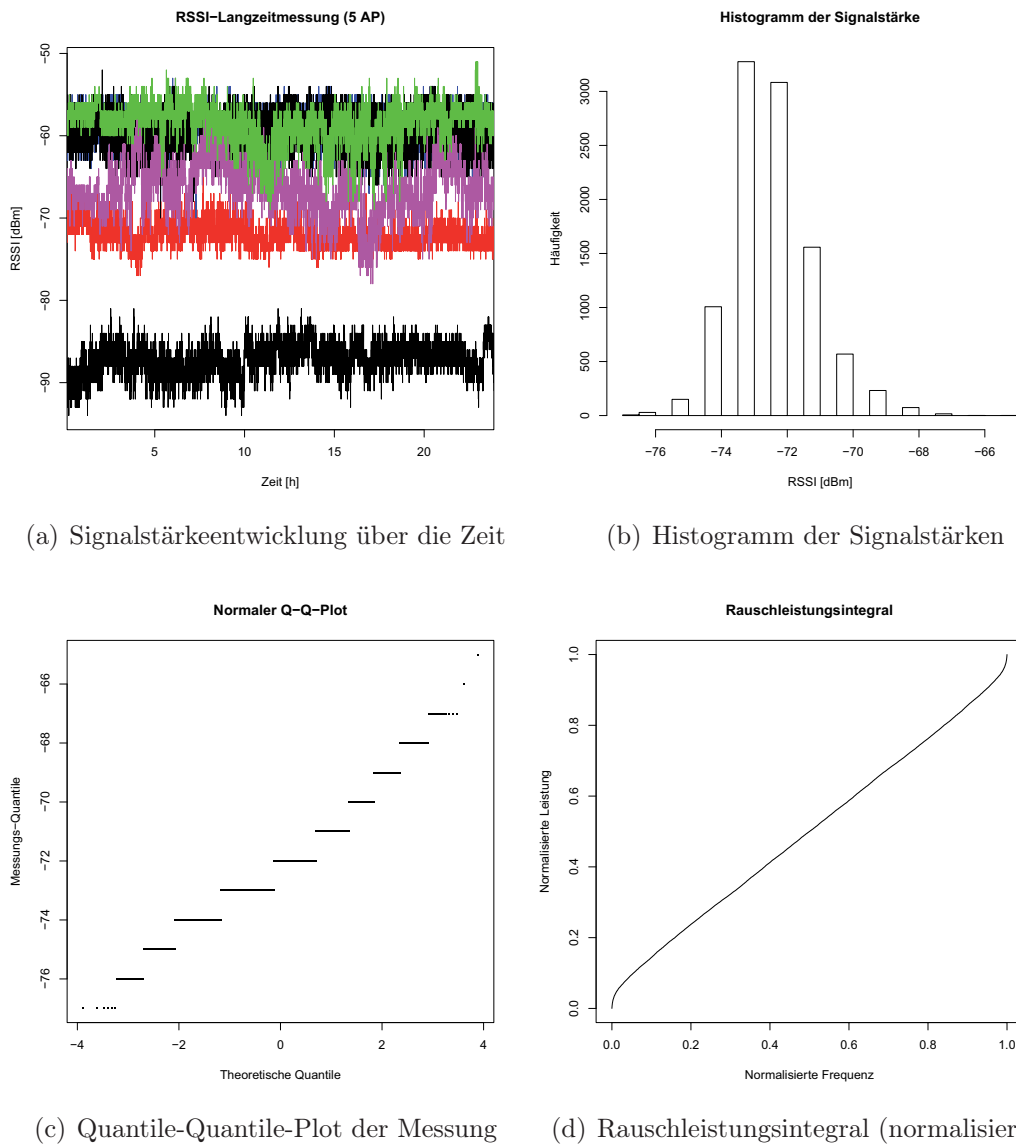 RSSI−Langzeitmessung (5 AP)
−50
−60
−70
−80
−90
RSSI [dBm]
5
10
15
20
Zeit [h]
(a) Signalstärkeentwicklung über die Zeit
Histogramm der Signalstärke
3000
2500
2000
1500
1000
500
0
Häufigkeit
−76
−74
−72
−70
−68
−66
RSSI [dBm]
(b) Histogramm der Signalstärken
Normaler Q−Q−Plot
−66
−68
−70
−72
−74
−76
Messungs−Quantile
−4
−2
0
2
4
Theoretische Quantile
(c) Quantile-Quantile-Plot der Messung
Rauschleistungsintegral
1.0
0.8
0.6
0.4
0.2
0.0
Normalisierte Leistung
0.0
0.2
0.4
0.6
0.8
1.0
Normalisierte Frequenz
(d) Rauschleistungsintegral (normalisier